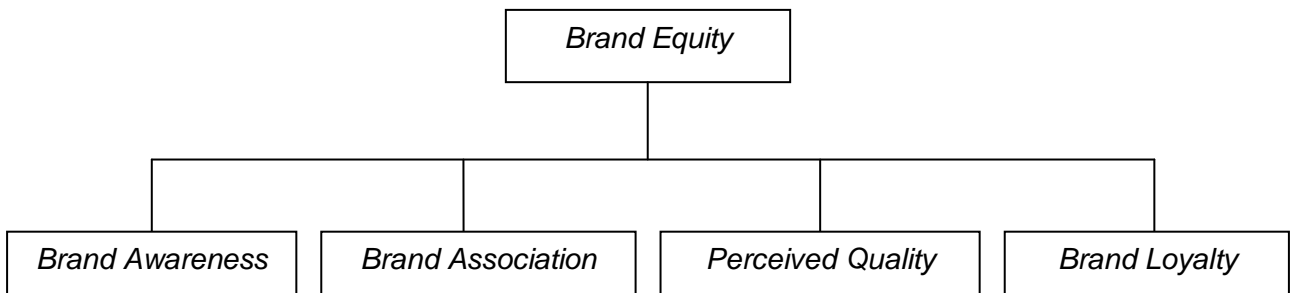 Brand Equity
Brand Awareness
Brand Association
Perceived Quality
Brand Loyalty